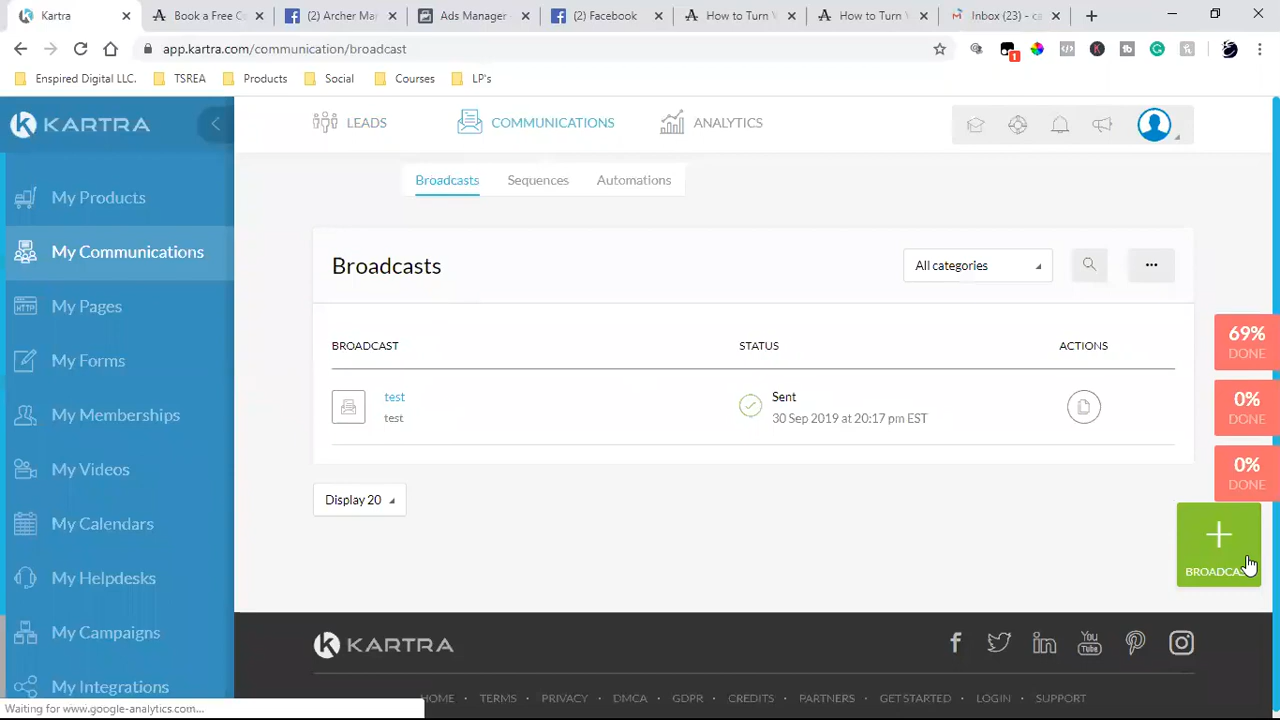 Kartra
Book a Free C
(2) Archer Ma
Ads Manager
(2) Facebook
How to Turn
How to Turn
Inbox (23) - c
app.kartra.com/communication/broadcast
1
Enspired Digital LLC.
TSREA
Products
Social
Courses
LP's
KARTRA
LEADS
COMMUNICATIONS
ANALYTICS
My Products
My Communications
My Pages
My Forms
My Memberships
My Videos
My Calendars
My Helpdesks
My Campaigns
My Integrations
Broadcasts
Sequences
Automations
Broadcasts
All categories
BROADCAST
STATUS
ACTIONS
test
test
Sent
30 Sep 2019 at 20:17 pm EST
Display 20
69%
DONE
0%
DONE
0%
DONE
BROADCAS
KARTRA
HOME · TERMS · PRIVACY · DMCA · GDPR · CREDITS · PARTNERS · GET STARTED · LOGIN · SUPPORT
Waiting for www.google-analytics.com...